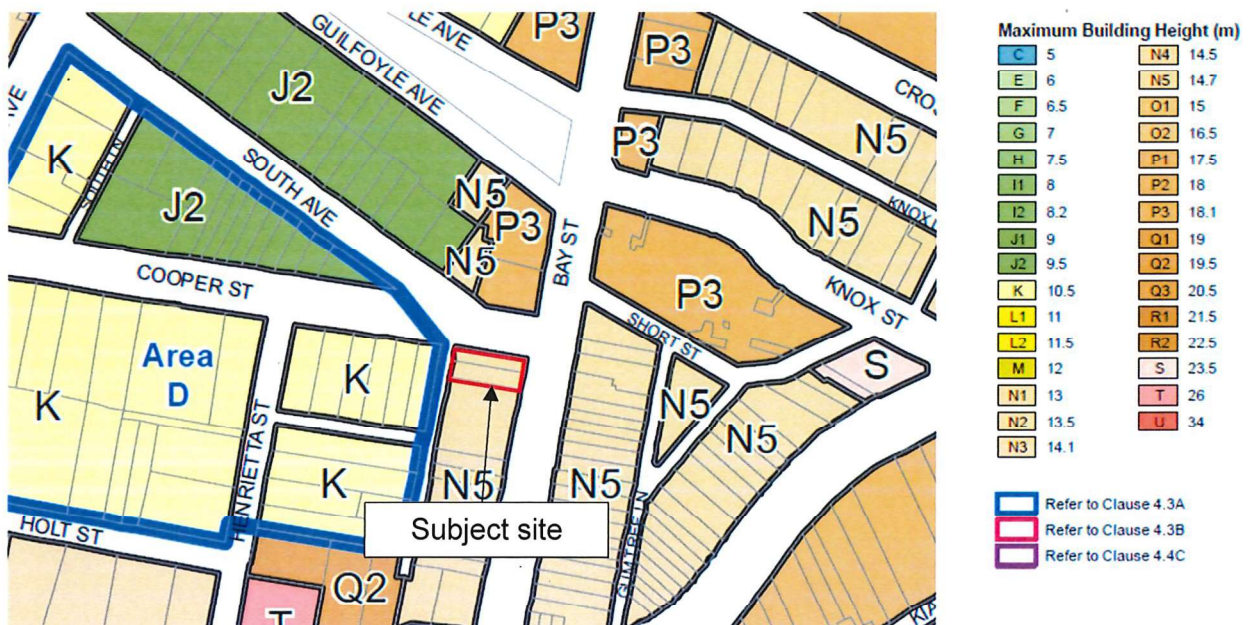 GUILFOYLE AVE
LE AVE
P3
P3
CRO
J2
N5
P3
K
SOUTH LN
J2
SOUTH AVE
N5
P3
N5
BAY ST
N5
KNOX L
COOPER ST
P3
KNOX ST
SHORT ST
Area
D
K
K
S
N5
N5
K
HENRIETTA ST
N5
N5
Subject site
HOLT ST
GUMTREE LN
Q2
T
KIA
AVE
Maximum Building Height (m)
C 5
E 6
F 6.5
G 7
H 7.5
I1 8
I2 8.2
J1 9
J2 9.5
K 10.5
L1 11
L2 11.5
M 12
N1 13
N2 13.5
N3 14.1
N4 14.5
N5 14.7
O1 15
O2 16.5
P1 17.5
P2 18
P3 18.1
Q1 19
Q2 19.5
Q3 20.5
R1 21.5
R2 22.5
S 23.5
T 26
U 34
Refer to Clause 4.3A
Refer to Clause 4.3B
Refer to Clause 4.4C